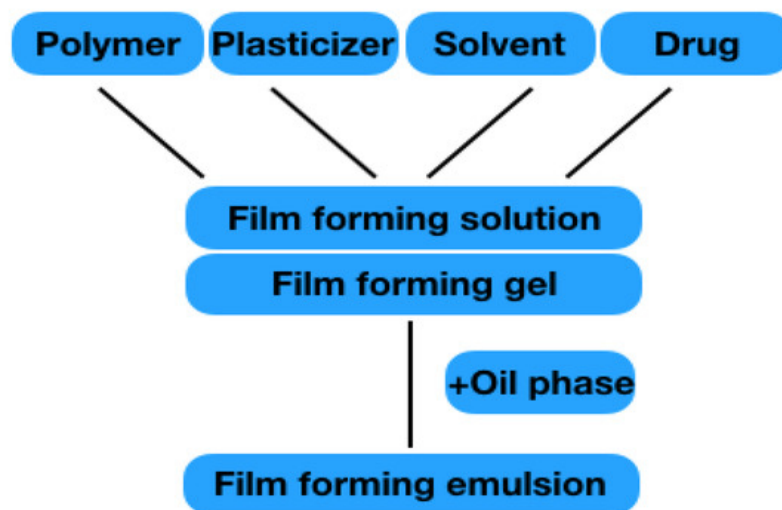 Polymer
Plasticizer
Solvent
Drug
Film forming solution
Film forming gel
+Oil phase
Film forming emulsion